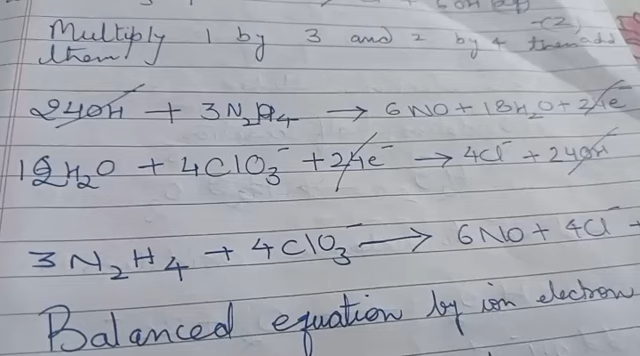 -(2)
Multiply 1 by 3 and 2 by 4 then add
them!
24OH + 3N₂H₄ → 6NO + 18H₂O + 24e⁻
12H₂O + 4ClO₃⁻ + 24e⁻ → 4Cl⁻ + 24OH
3N₂H₄ + 4ClO₃⁻ → 6NO + 4Cl⁻ +
Balanced equation by ion electron